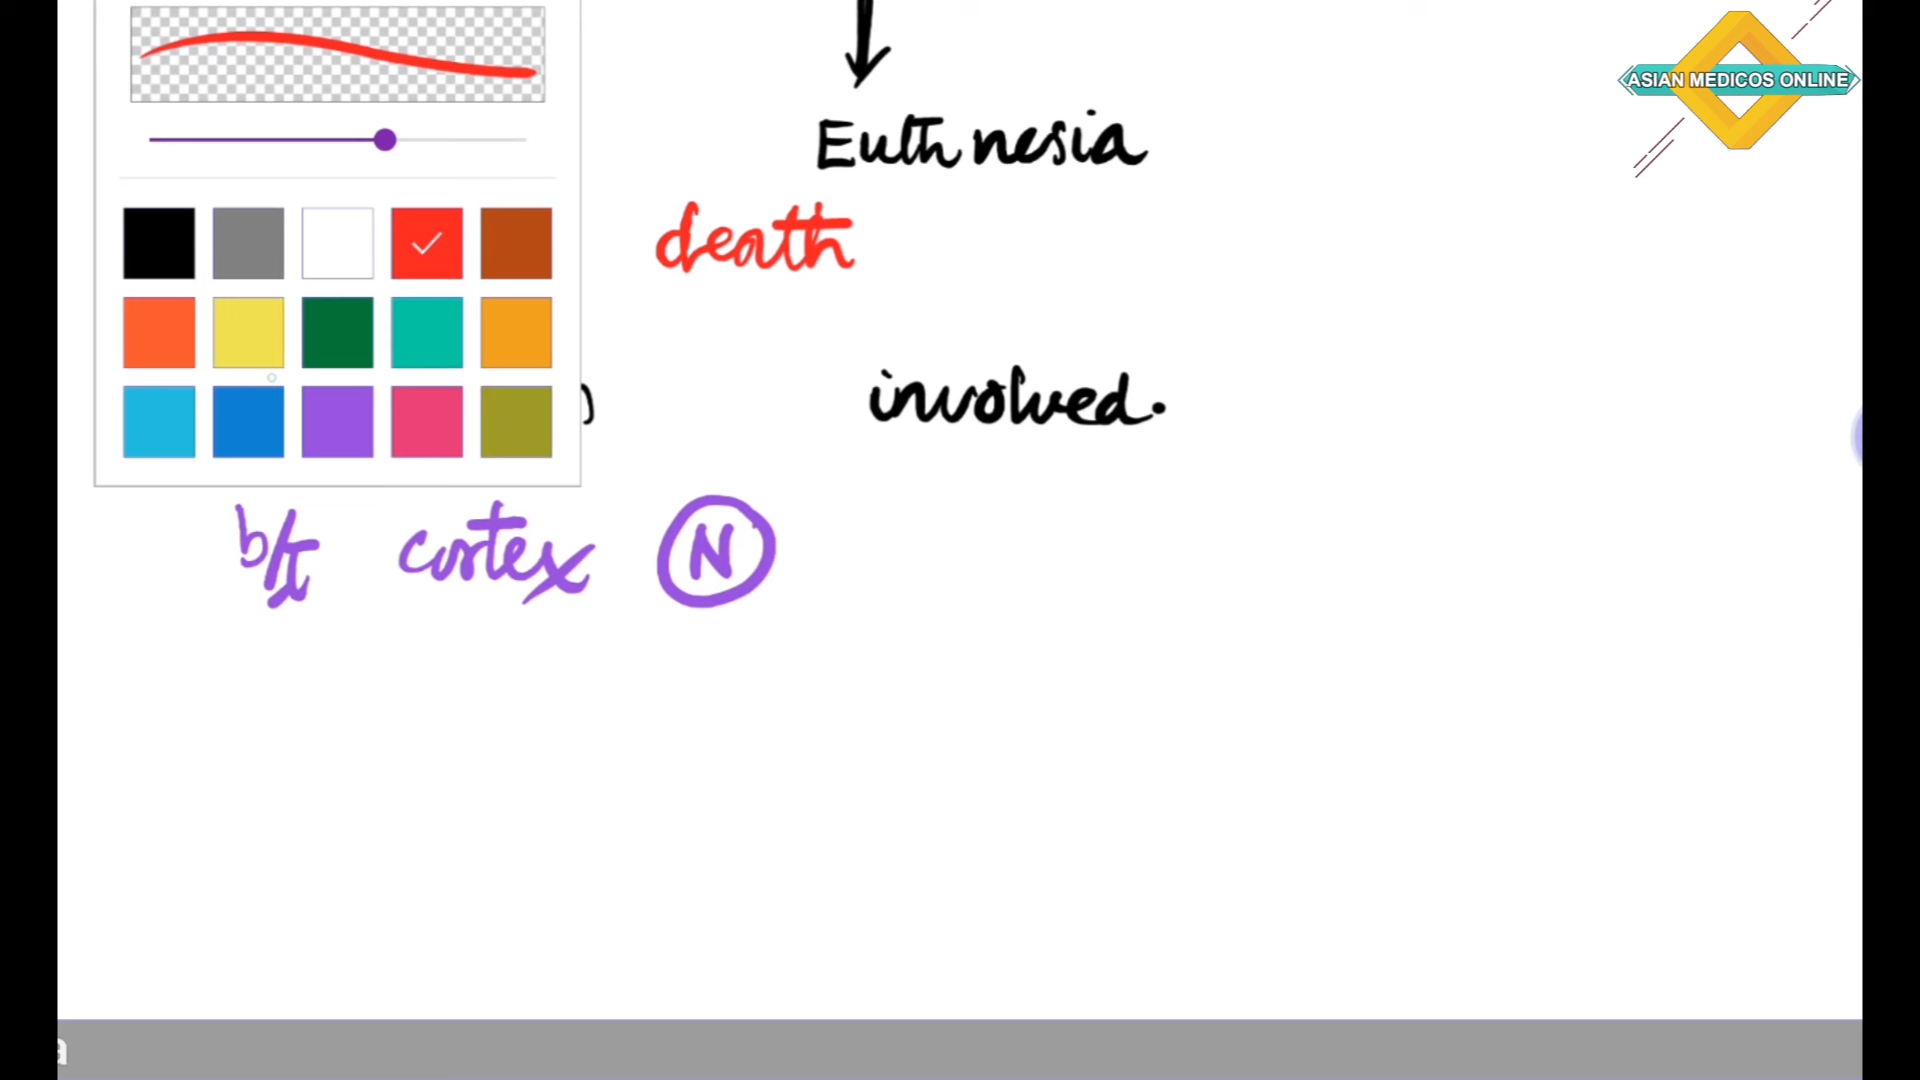 ASIAN MEDICOS ONLINE
Euthnesia
death
involved.
b/t cortex N
a